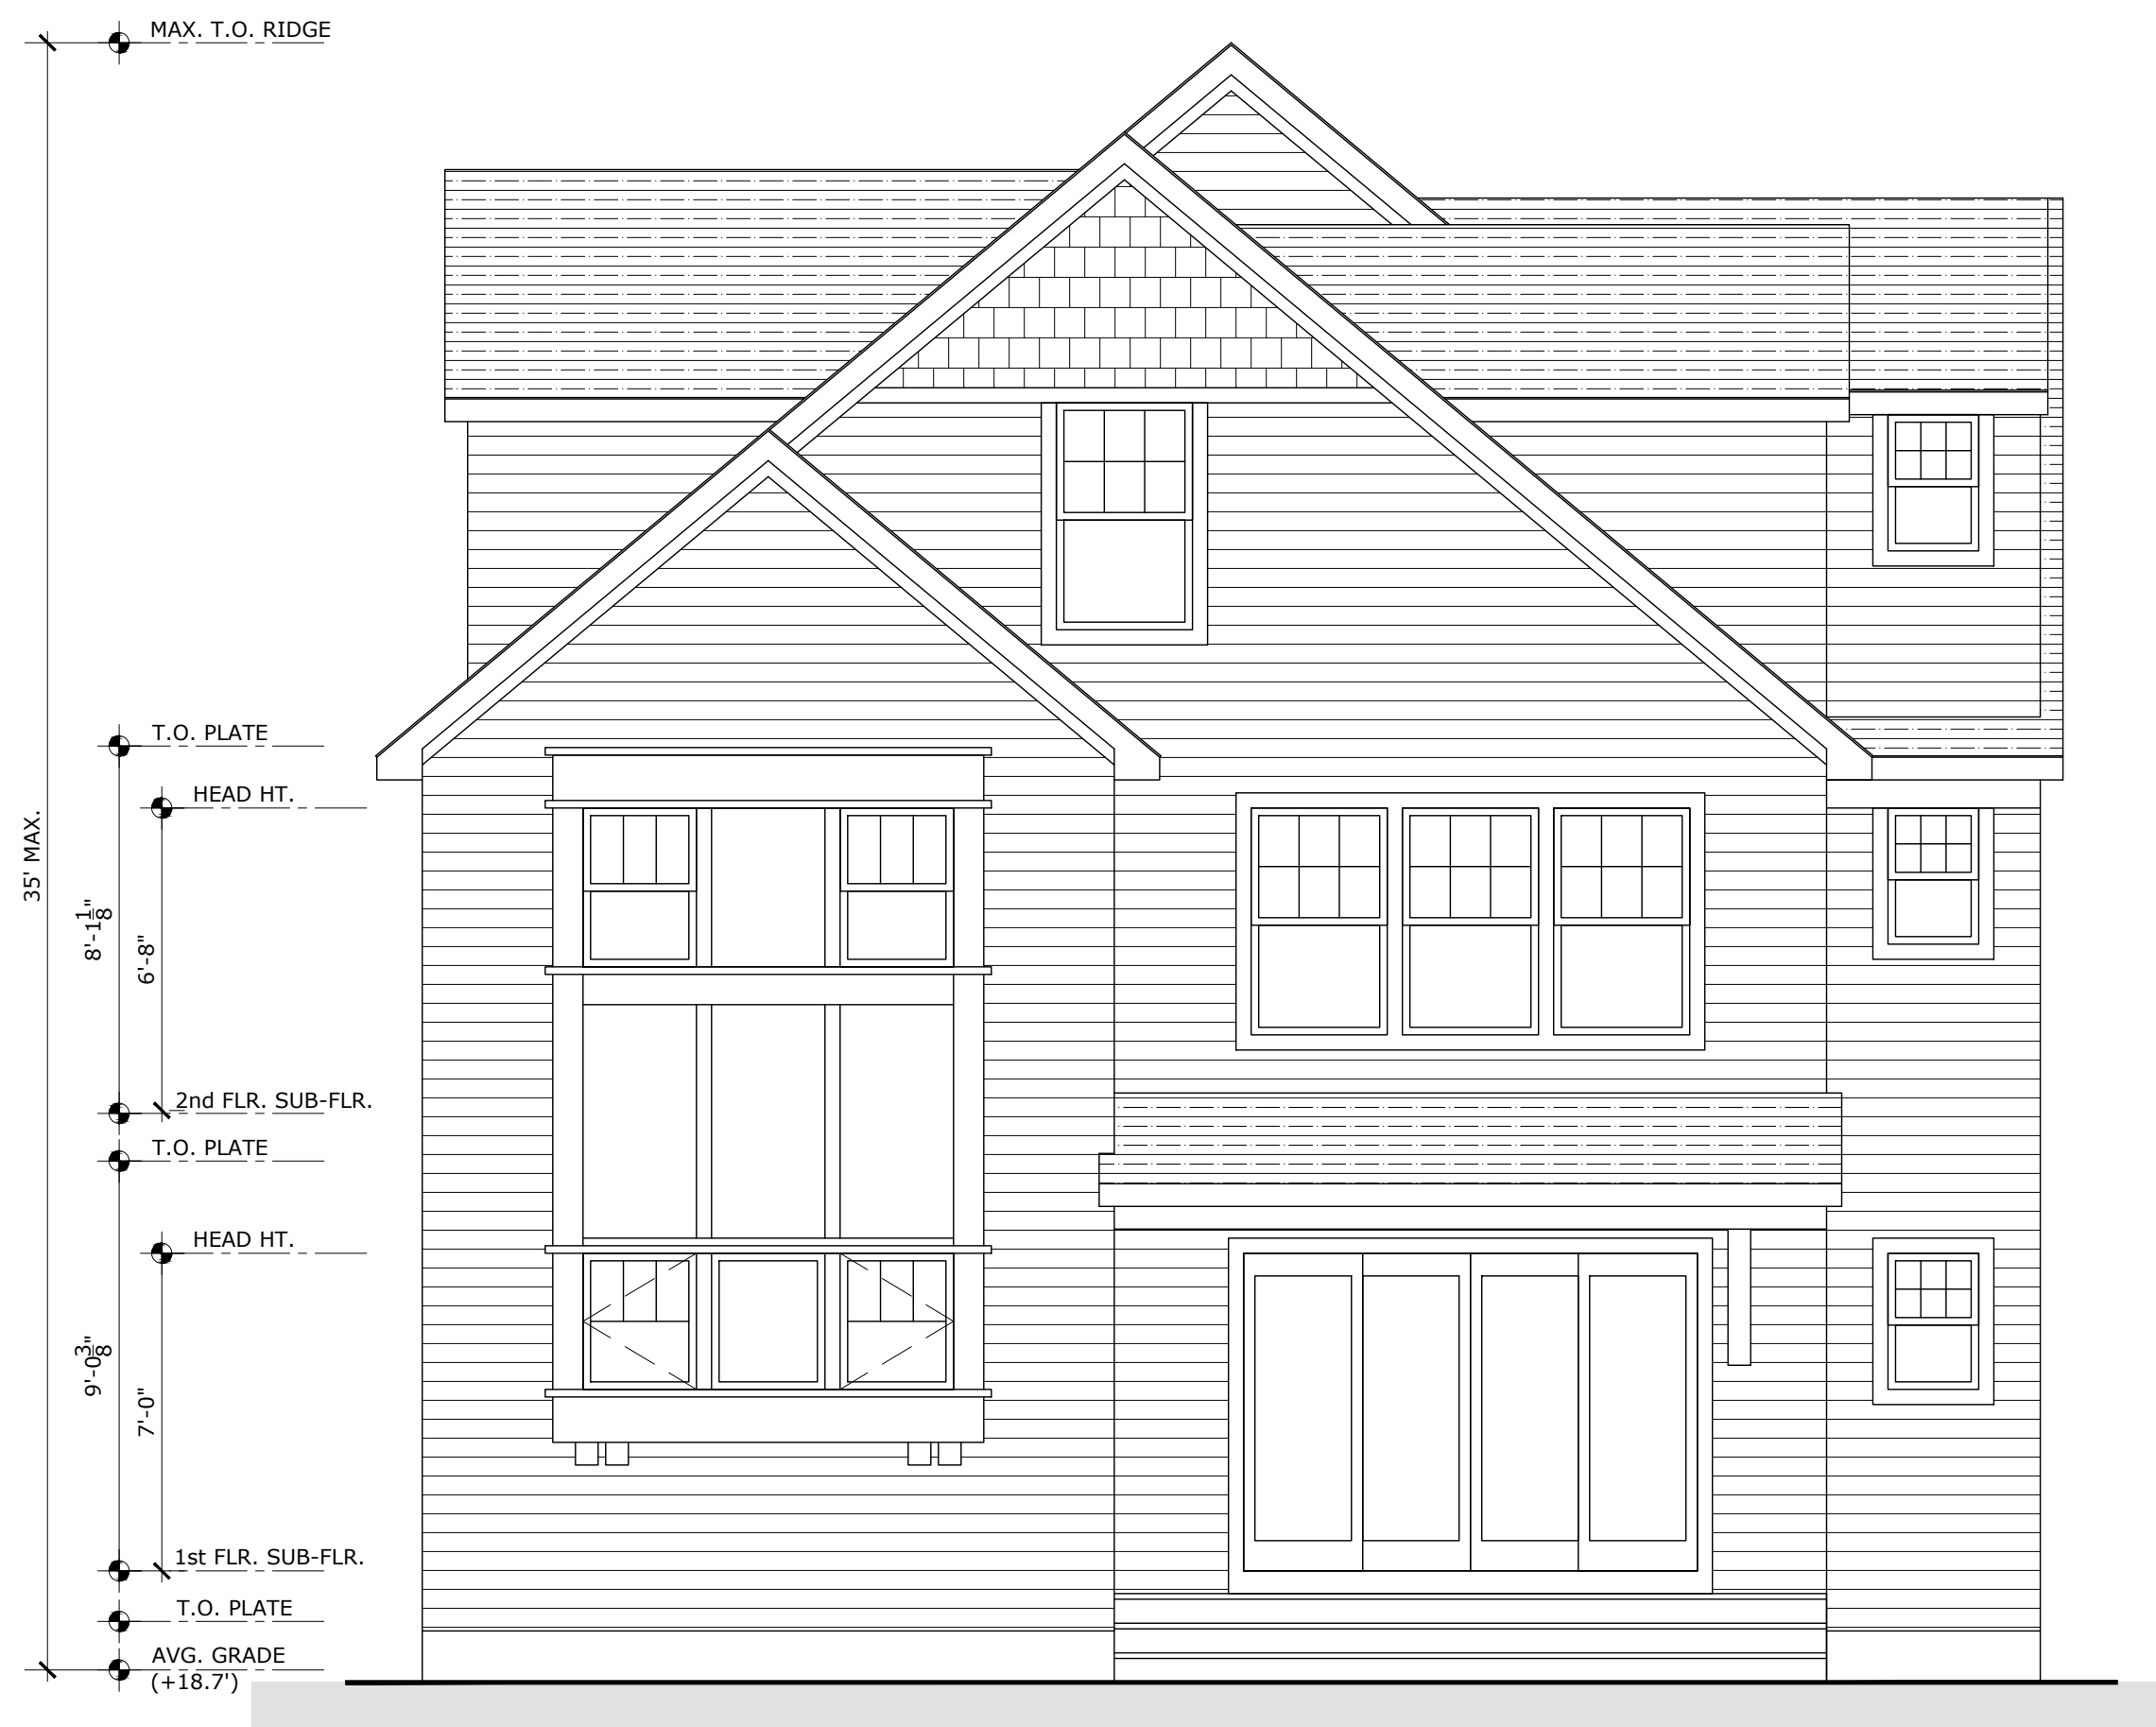 MAX. T.O. RIDGE
35' MAX.
T.O. PLATE
HEAD HT.
8'-1 1/8"
6'-8"
2nd FLR. SUB-FLR.
T.O. PLATE
HEAD HT.
9'-0 3/8"
7'-0"
1st FLR. SUB-FLR.
T.O. PLATE
AVG. GRADE
(+18.7')